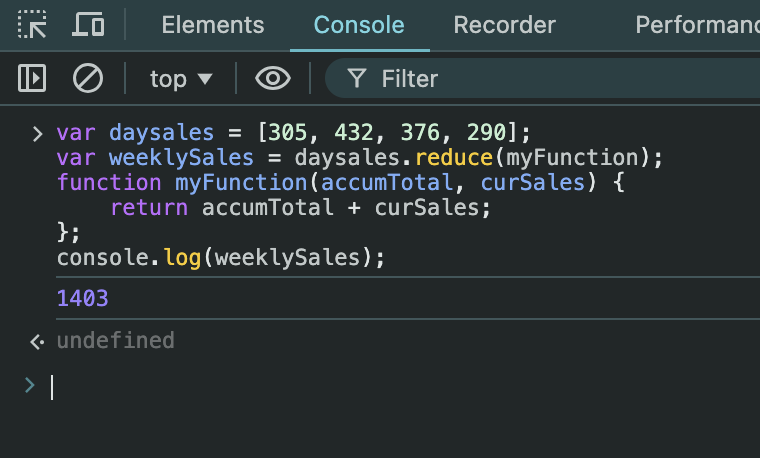 Elements Console Recorder Performanc
top Filter
var daysales = [305, 432, 376, 290];
var weeklySales = daysales.reduce(myFunction);
function myFunction(accumTotal, curSales) {
    return accumTotal + curSales;
};
console.log(weeklySales);
1403
undefined